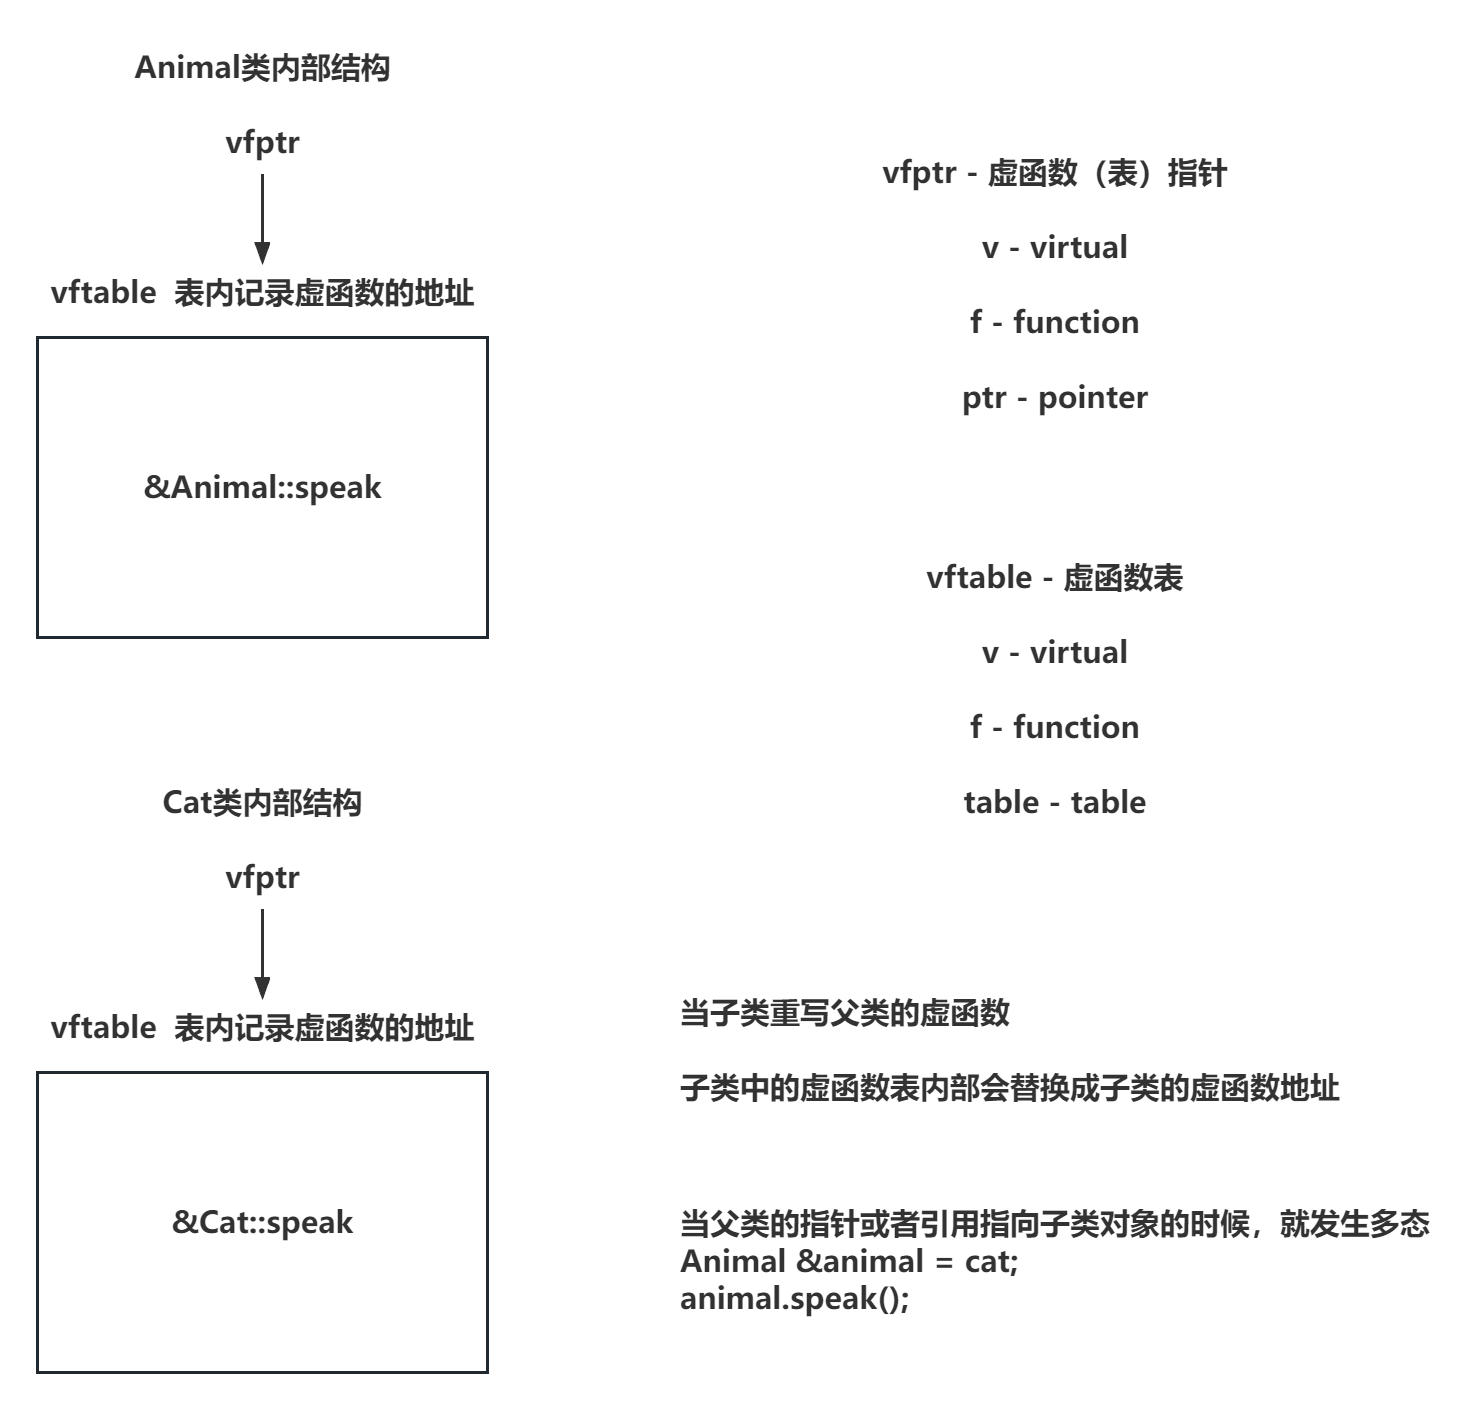 Animal类内部结构
vfptr
vftable 表内记录虚函数的地址
&Animal::speak
vfptr - 虚函数（表）指针
v - virtual
f - function
ptr - pointer
vftable - 虚函数表
v - virtual
f - function
table - table
Cat类内部结构
vfptr
vftable 表内记录虚函数的地址
&Cat::speak
当子类重写父类的虚函数
子类中的虚函数表内部会替换成子类的虚函数地址
当父类的指针或者引用指向子类对象的时候，就发生多态
Animal &animal = cat;
animal.speak();